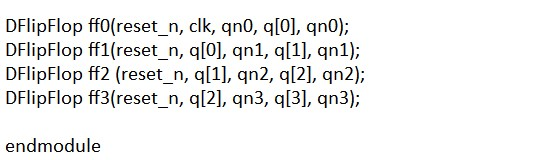 DFlipFlop ff0(reset_n, clk, qn0, q[0], qn0);
DFlipFlop ff1(reset_n, q[0], qn1, q[1], qn1);
DFlipFlop ff2 (reset_n, q[1], qn2, q[2], qn2);
DFlipFlop ff3(reset_n, q[2], qn3, q[3], qn3);
endmodule